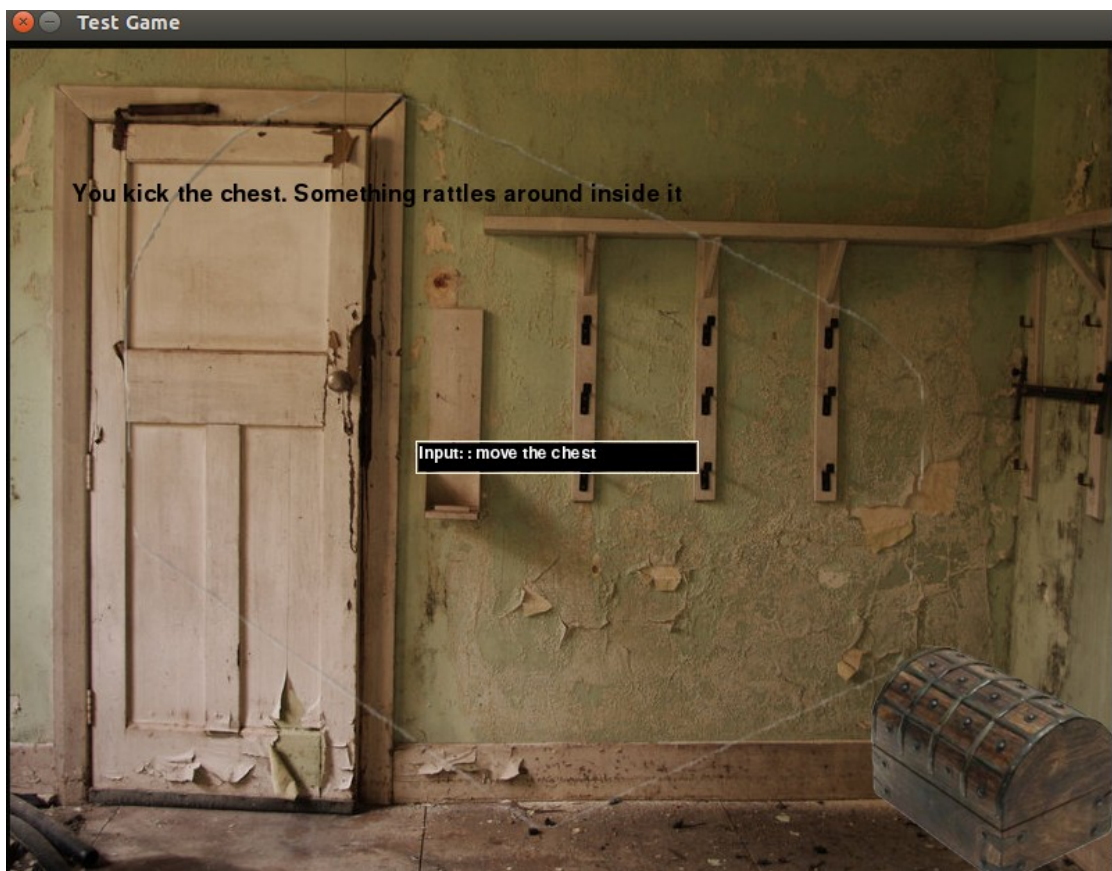 Test Game
You kick the chest. Something rattles around inside it
Input: : move the chest